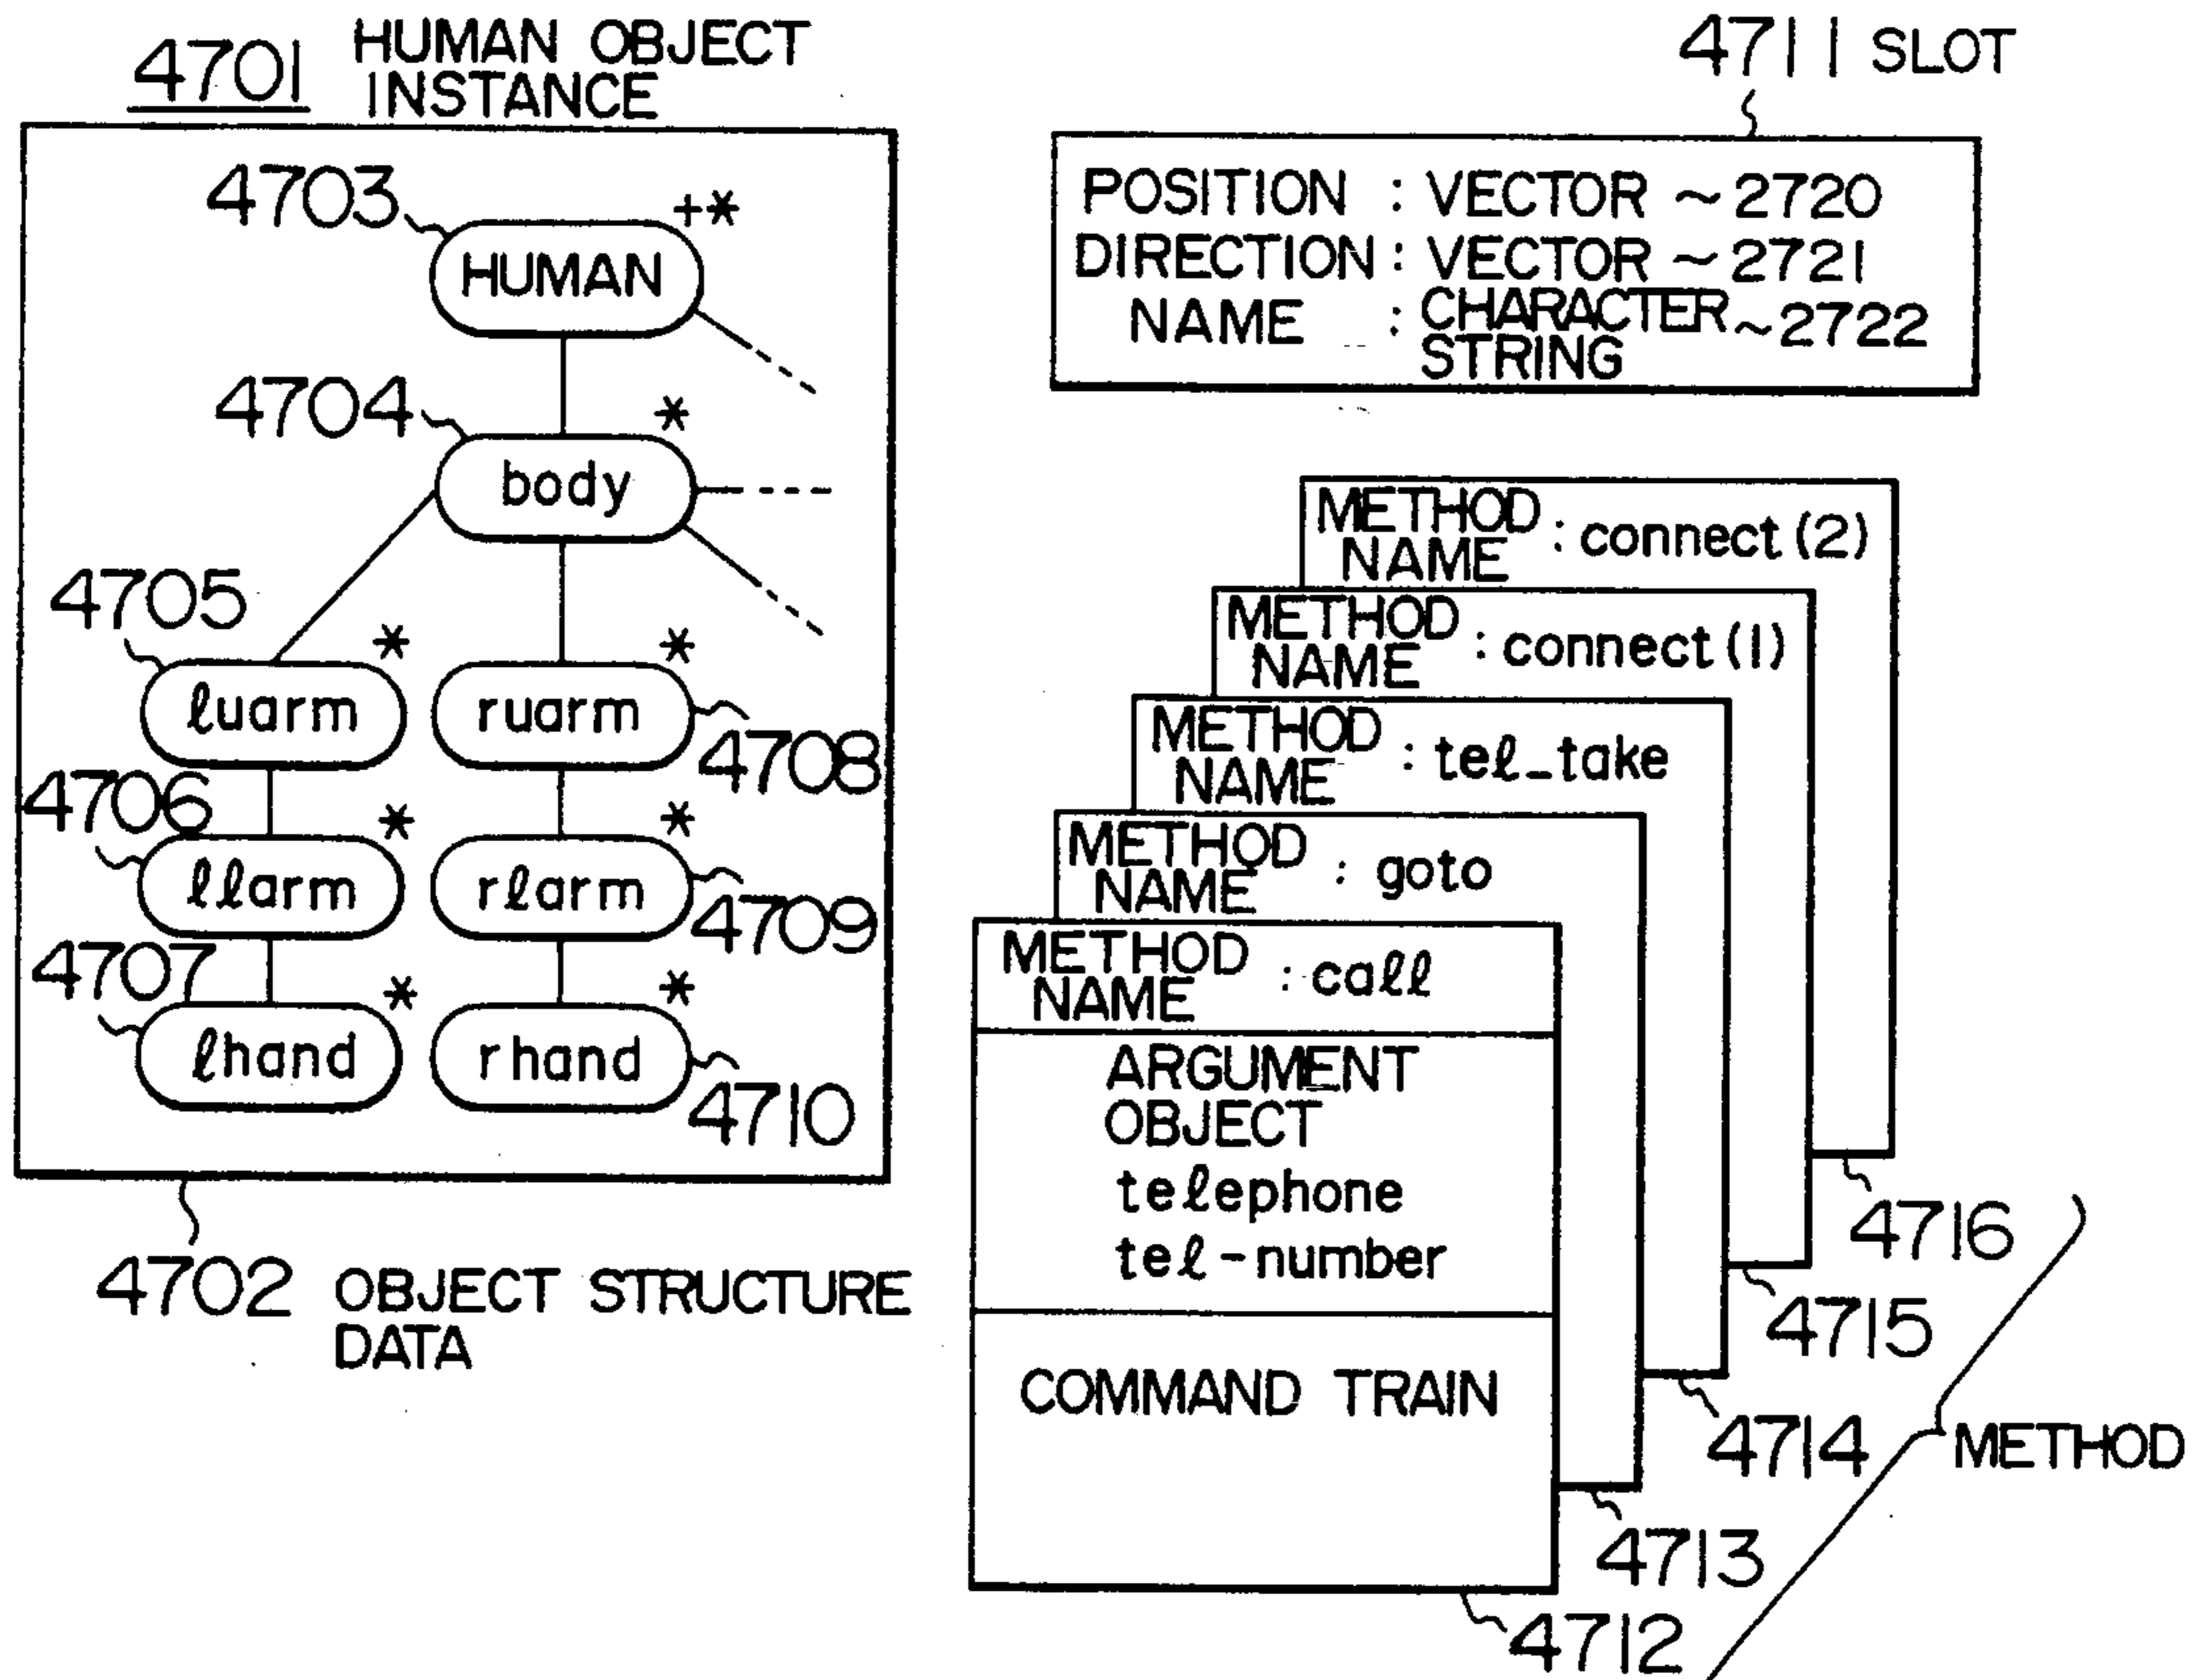 4701 HUMAN OBJECT
INSTANCE
4703
+*
HUMAN
4704
*
body
4705
*
*
luarm
ruarm
4708
4706
*
*
llarm
rlarm
4709
4707
*
*
lhand
rhand
4710
4702 OBJECT STRUCTURE
DATA
4711 SLOT
POSITION : VECTOR ~2720
DIRECTION : VECTOR ~2721
NAME : CHARACTER ~2722
STRING
METHOD
NAME : connect (2)
METHOD
NAME : connect (1)
METHOD
NAME : tel_take
METHOD
NAME : goto
METHOD
NAME : call
ARGUMENT
OBJECT
telephone
tel-number
COMMAND TRAIN
4716
4715
4714
4713
4712
METHOD